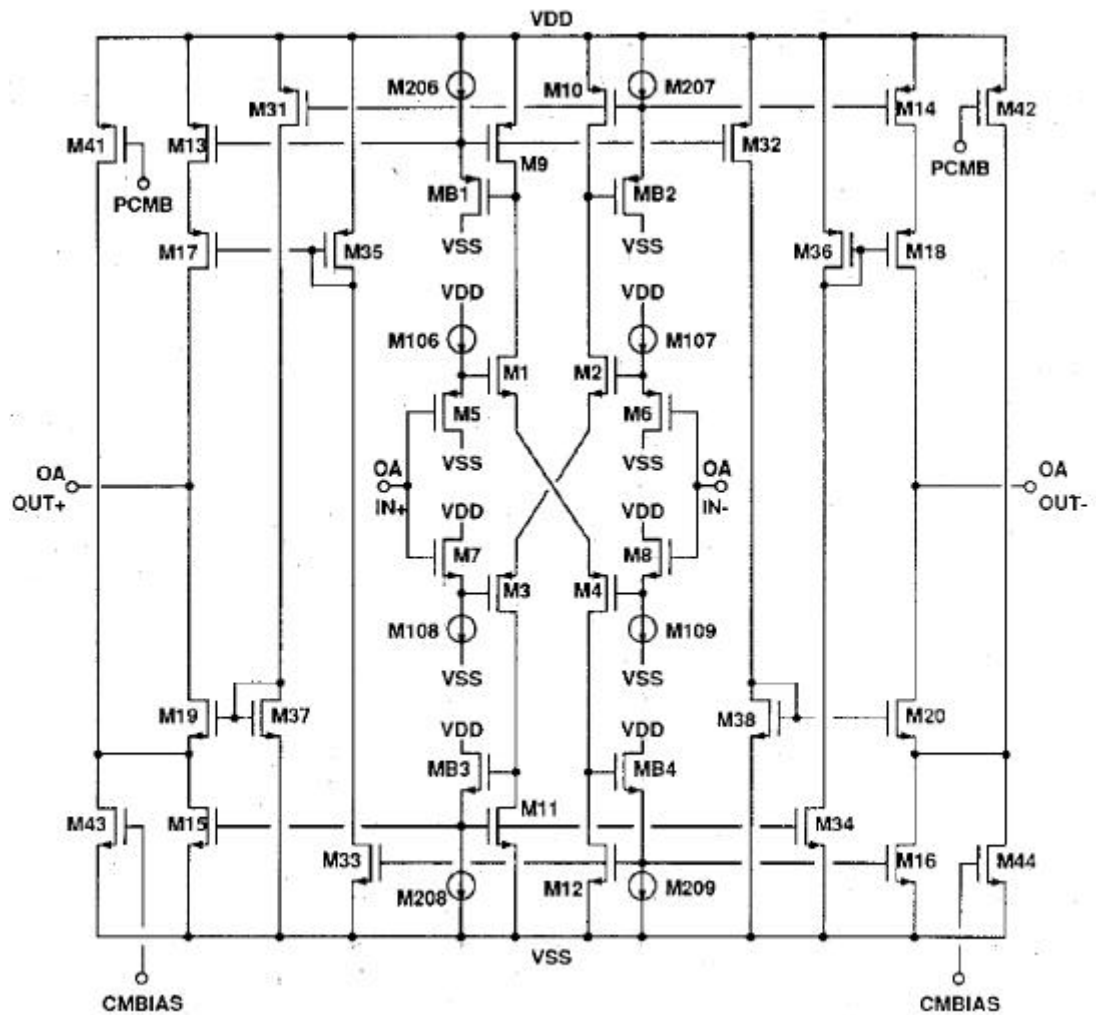 VDD
M206 M10 M207
M31 M14 M42
M41 M13 M9 M32
PCMB MB1 MB2 PCMB
M17 M35 VSS VSS M36 M18
VDD VDD
M106 M107
M1 M2
M5 M6
VSS VSS
OA OA OA OA
OUT+ IN+ IN- OUT-
VDD VDD
M7 M8
M3 M4
M108 M109
VSS VSS
M19 M37 M38 M20
VDD VDD
MB3 MB4
M43 M15 M11 M34
M33 M12 M16 M44
M208 M209
VSS
CMBIAS CMBIAS